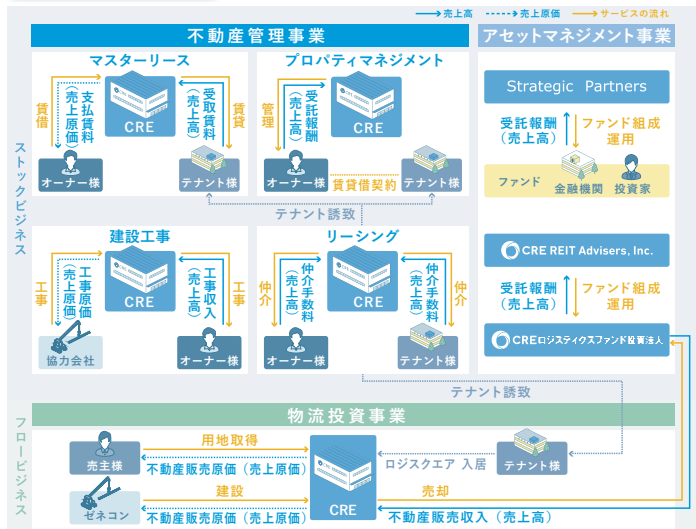 売上高 売上原価 サービスの流れ
不動産管理事業
アセットマネジメント事業
ストックビジネス
マスターリース
賃借
支払賃料
(売上原価)
CRE
受取賃料
(売上高)
賃貸
オーナー様
テナント様
プロパティマネジメント
管理
受託報酬
(売上高)
CRE
オーナー様
賃貸借契約
テナント様
テナント誘致
建設工事
工事
工事原価
(売上原価)
CRE
工事収入
(売上高)
工事
協力会社
オーナー様
リーシング
仲介
仲介手数料
(売上高)
CRE
仲介手数料
(売上高)
仲介
オーナー様
テナント様
Strategic Partners
受託報酬
(売上高)
ファンド組成
運用
ファンド
金融機関
投資家
CRE REIT Advisers, Inc.
受託報酬
(売上高)
ファンド組成
運用
CREロジスティクスファンド投資法人
テナント誘致
フロービジネス
物流投資事業
売主様
用地取得
不動産販売原価(売上原価)
ゼネコン
建設
不動産販売原価(売上原価)
CRE
ロジスクエア 入居
テナント様
売却
不動産販売収入(売上高)